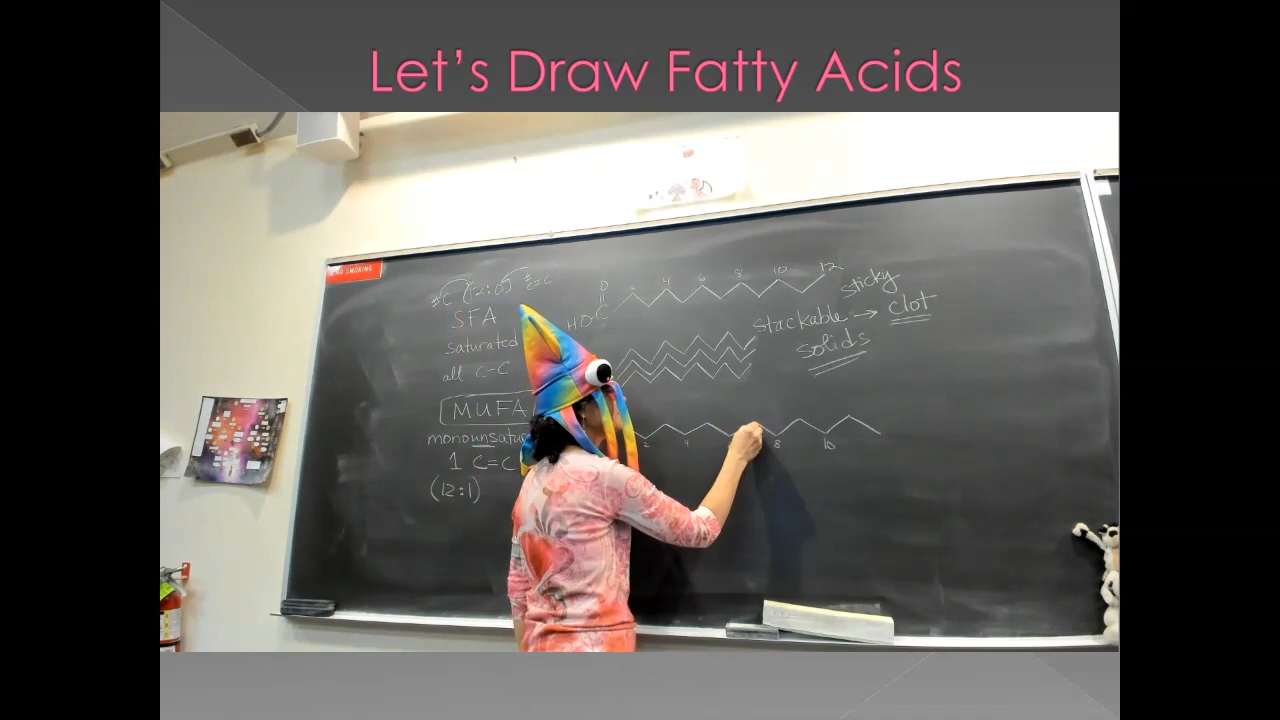 Let's Draw Fatty Acids
NO SMOKING
#C (12:0) # C=C
SFA
saturated
all C-C
MUFA
monounsatur
1 C=C
(12:1)
O
HO C 2 4 6 8 10 12
sticky
stackable → clot
solids
2 4 8 10